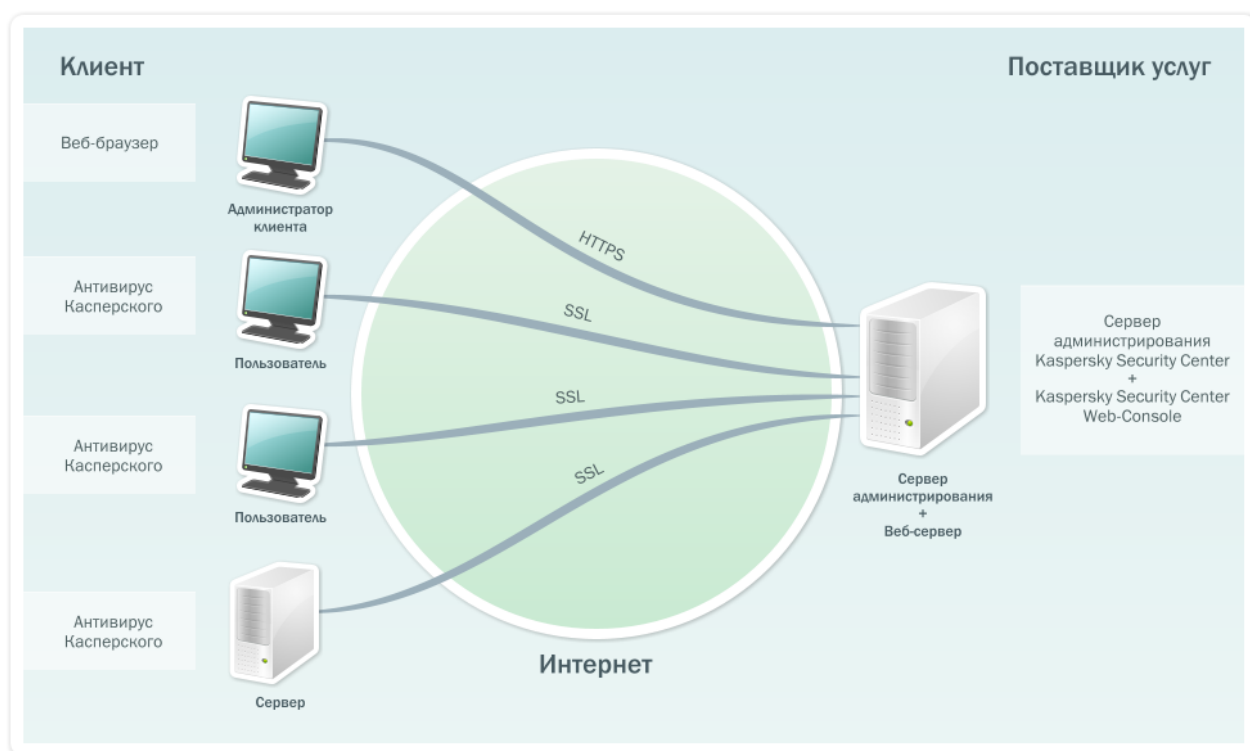 Клиент
Поставщик услуг
Веб-браузер
Администратор
клиента
HTTPS
Антивирус
Касперского
Пользователь
SSL
Сервер
администрирования
Kaspersky Security Center
+
Kaspersky Security Center
Web-Console
Антивирус
Касперского
Пользователь
SSL
SSL
Сервер
администрирования
+
Веб-сервер
Антивирус
Касперского
Сервер
Интернет